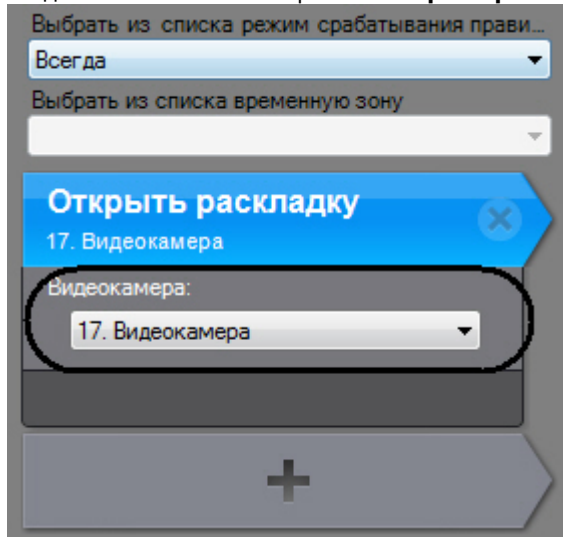 Выбрать из списка режим срабатывания прави...
Всегда
Выбрать из списка временную зону
Открыть раскладку
17. Видеокамера
Видеокамера:
17. Видеокамера